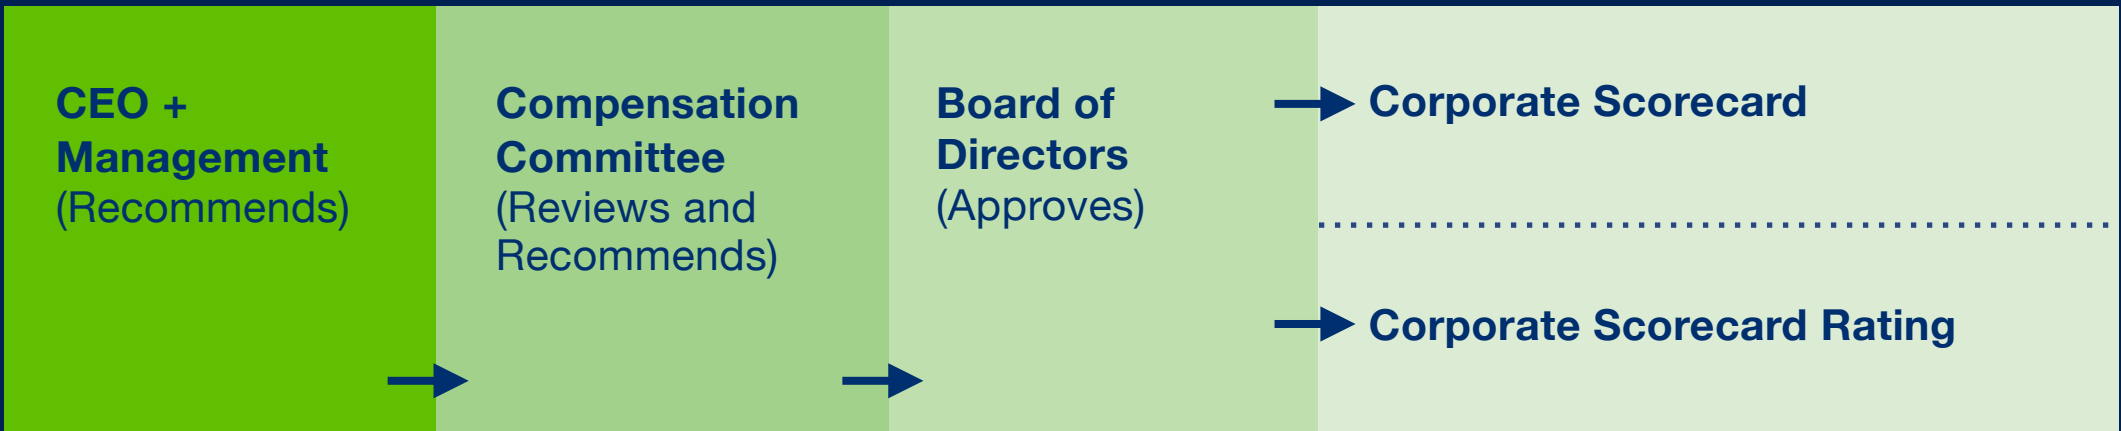 CEO +
Management
(Recommends)
Compensation
Committee
(Reviews and
Recommends)
Board of
Directors
(Approves)
Corporate Scorecard
Corporate Scorecard Rating